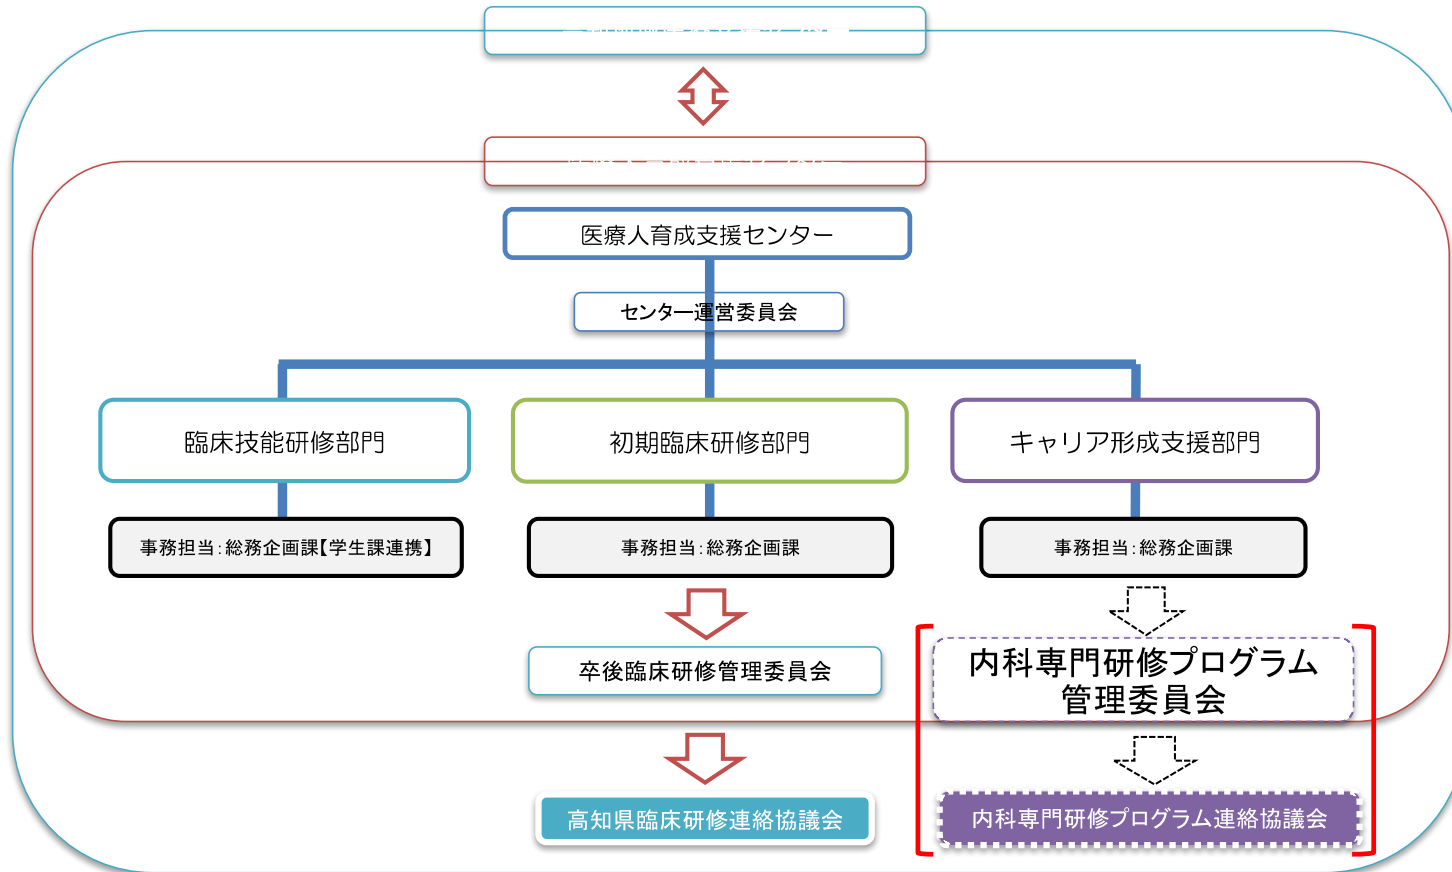 医療人育成支援センター
センター運営委員会
臨床技能研修部門
初期臨床研修部門
キャリア形成支援部門
事務担当：総務企画課【学生課連携】
事務担当：総務企画課
事務担当：総務企画課
卒後臨床研修管理委員会
内科専門研修プログラム
管理委員会
高知県臨床研修連絡協議会
内科専門研修プログラム連絡協議会